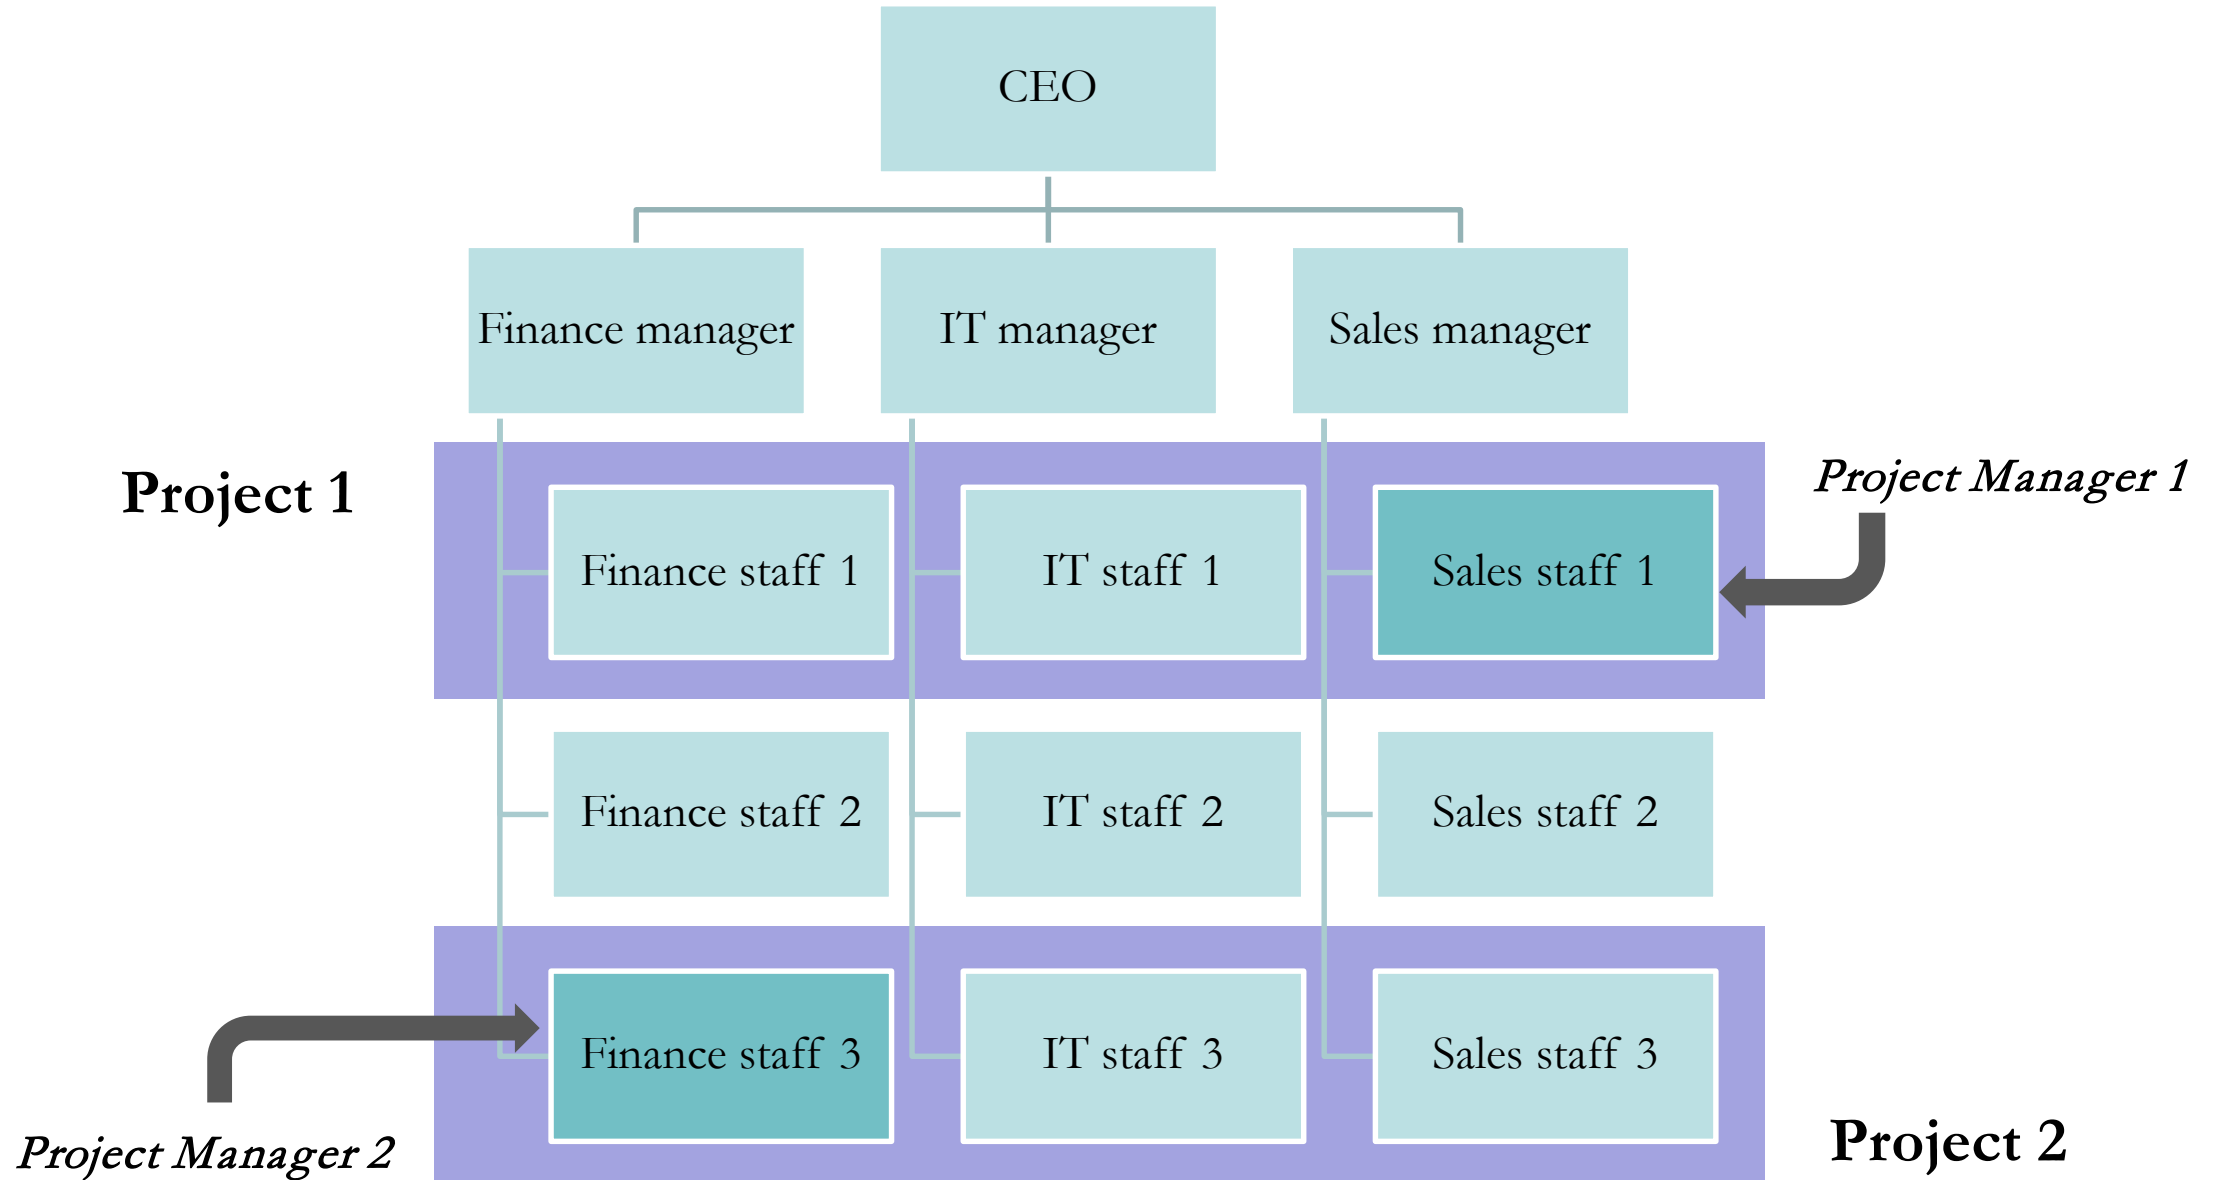 CEO
Finance manager
IT manager
Sales manager
Project 1
Project Manager 1
Finance staff 1
IT staff 1
Sales staff 1
Finance staff 2
IT staff 2
Sales staff 2
Finance staff 3
IT staff 3
Sales staff 3
Project Manager 2
Project 2